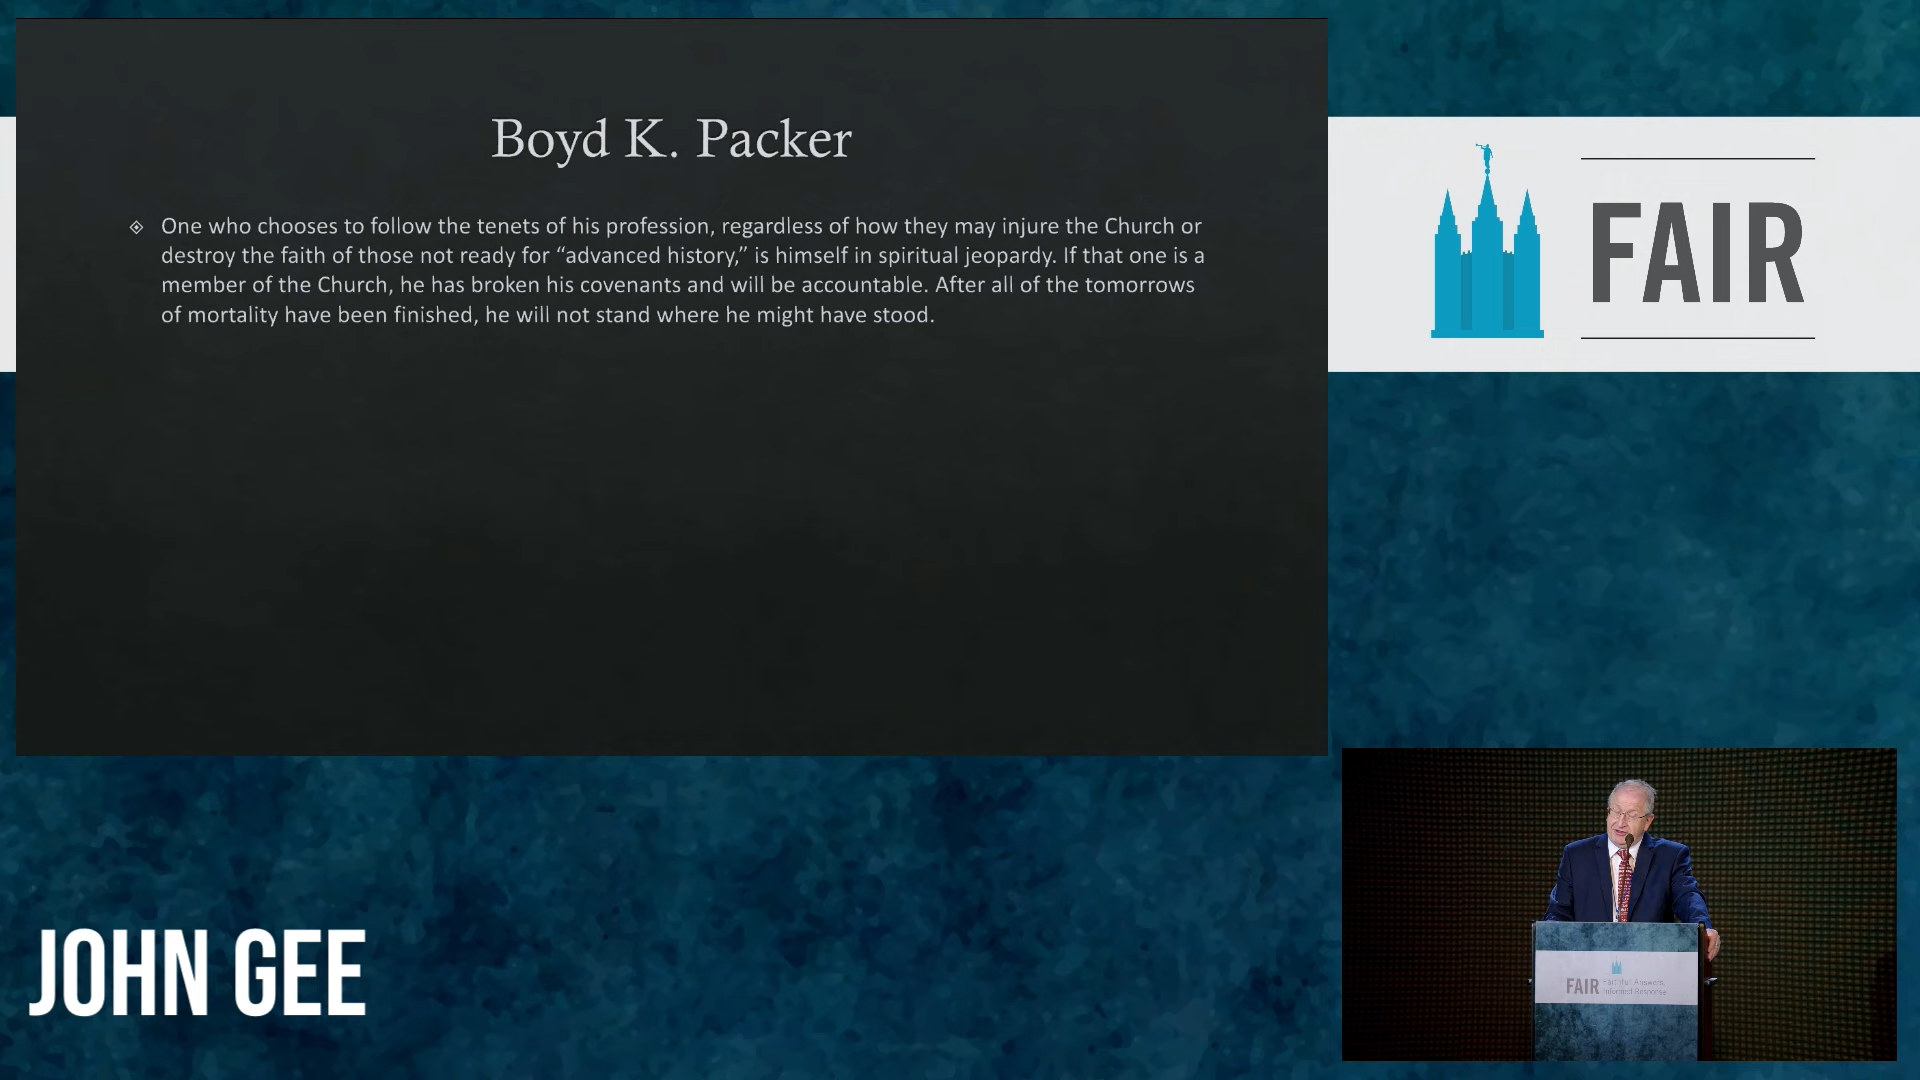 Boyd K. Packer
One who chooses to follow the tenets of his profession, regardless of how they may injure the Church or
destroy the faith of those not ready for “advanced history,” is himself in spiritual jeopardy. If that one is a
member of the Church, he has broken his covenants and will be accountable. After all of the tomorrows
of mortality have been finished, he will not stand where he might have stood.
FAIR
JOHN GEE
FAIR
Faithful Answers,
Informed Response